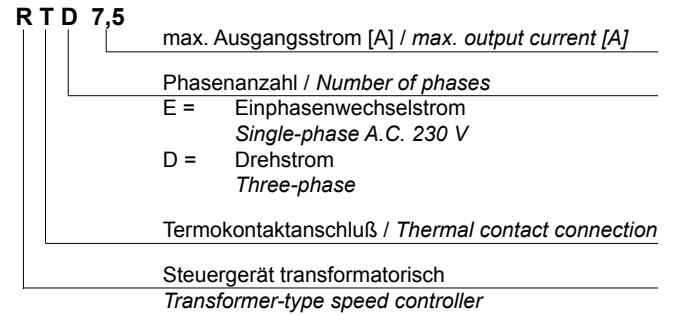 R T D 7,5
max. Ausgangsstrom [A] / max. output current [A]
Phasenanzahl / Number of phases
E = Einphasenwechselstrom
Single-phase A.C. 230 V
D = Drehstrom
Three-phase
Termokontaktanschluß / Thermal contact connection
Steuergerät transformatorisch
Transformer-type speed controller